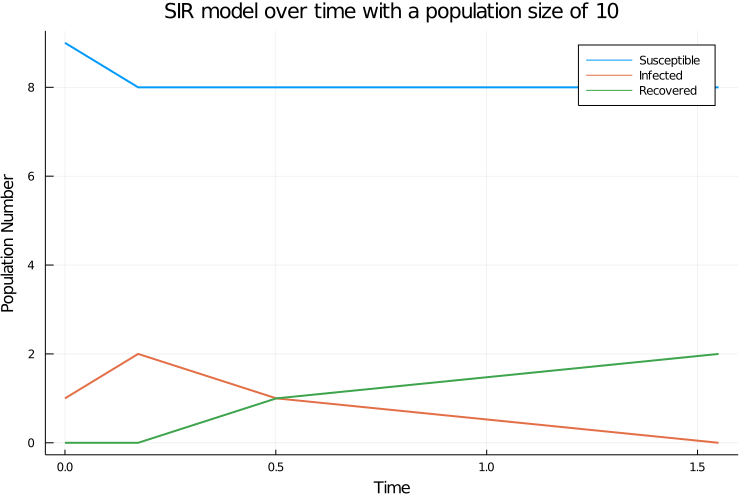 SIR model over time with a population size of 10
Susceptible
Infected
Recovered
Population Number
8
6
4
2
0
0.0
0.5
1.0
1.5
Time